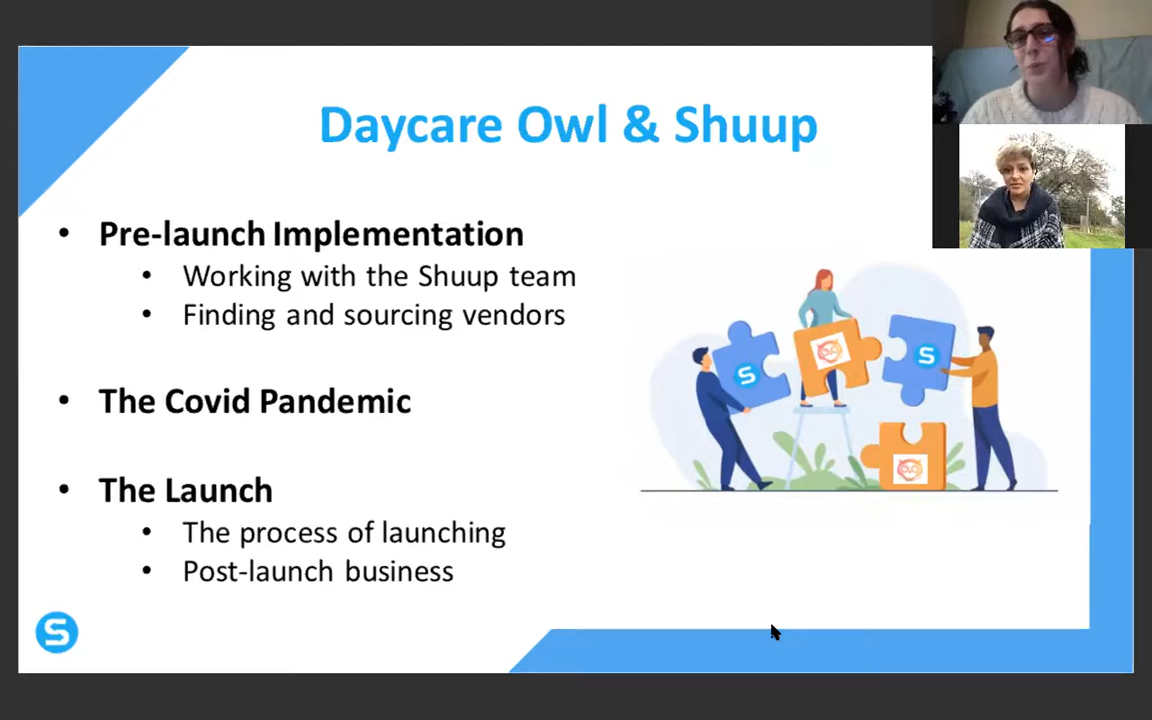 Daycare Owl & Shuup
• Pre-launch Implementation
• Working with the Shuup team
• Finding and sourcing vendors
• The Covid Pandemic
• The Launch
• The process of launching
• Post-launch business
S
S
S